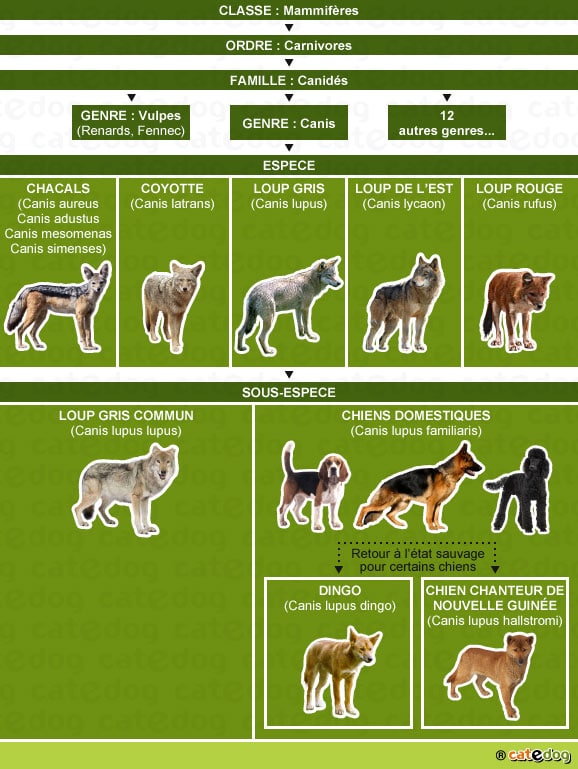 CLASSE : Mammifères
ORDRE : Carnivores
FAMILLE : Canidés
GENRE : Vulpes
(Renards, Fennec)
GENRE : Canis
12
autres genres...
ESPECE
CHACALS
(Canis aureus
Canis adustus
Canis mesomenas
Canis simenses)
COYOTTE
(Canis latrans)
LOUP GRIS
(Canis lupus)
LOUP DE L'EST
(Canis lycaon)
LOUP ROUGE
(Canis rufus)
SOUS-ESPECE
LOUP GRIS COMMUN
(Canis lupus lupus)
CHIENS DOMESTIQUES
(Canis lupus familiaris)
Retour à l'état sauvage
pour certains chiens
DINGO
(Canis lupus dingo)
CHIEN CHANTEUR DE
NOUVELLE GUINÉE
(Canis lupus hallstromi)
® catedog